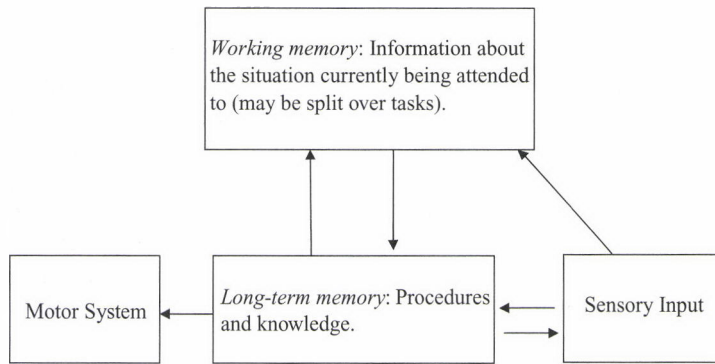 Working memory: Information about
the situation currently being attended
to (may be split over tasks).
Motor System
Long-term memory: Procedures
and knowledge.
Sensory Input